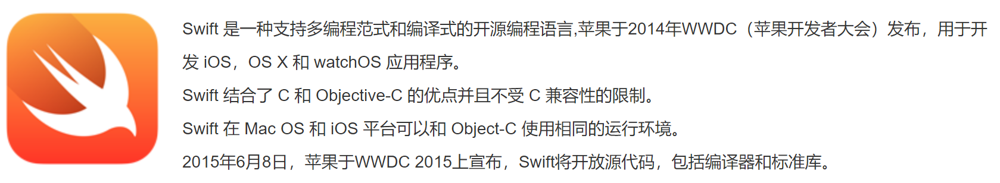 Swift 是一种支持多编程范式和编译式的开源编程语言,苹果于2014年WWDC（苹果开发者大会）发布，用于开
发 iOS，OS X 和 watchOS 应用程序。
Swift 结合了 C 和 Objective-C 的优点并且不受 C 兼容性的限制。
Swift 在 Mac OS 和 iOS 平台可以和 Object-C 使用相同的运行环境。
2015年6月8日，苹果于WWDC 2015上宣布，Swift将开放源代码，包括编译器和标准库。